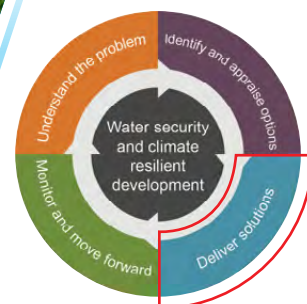 Understand the problem
Identify and appraise options
Water security
and climate
resilient
development
Monitor and move forward
Deliver solutions